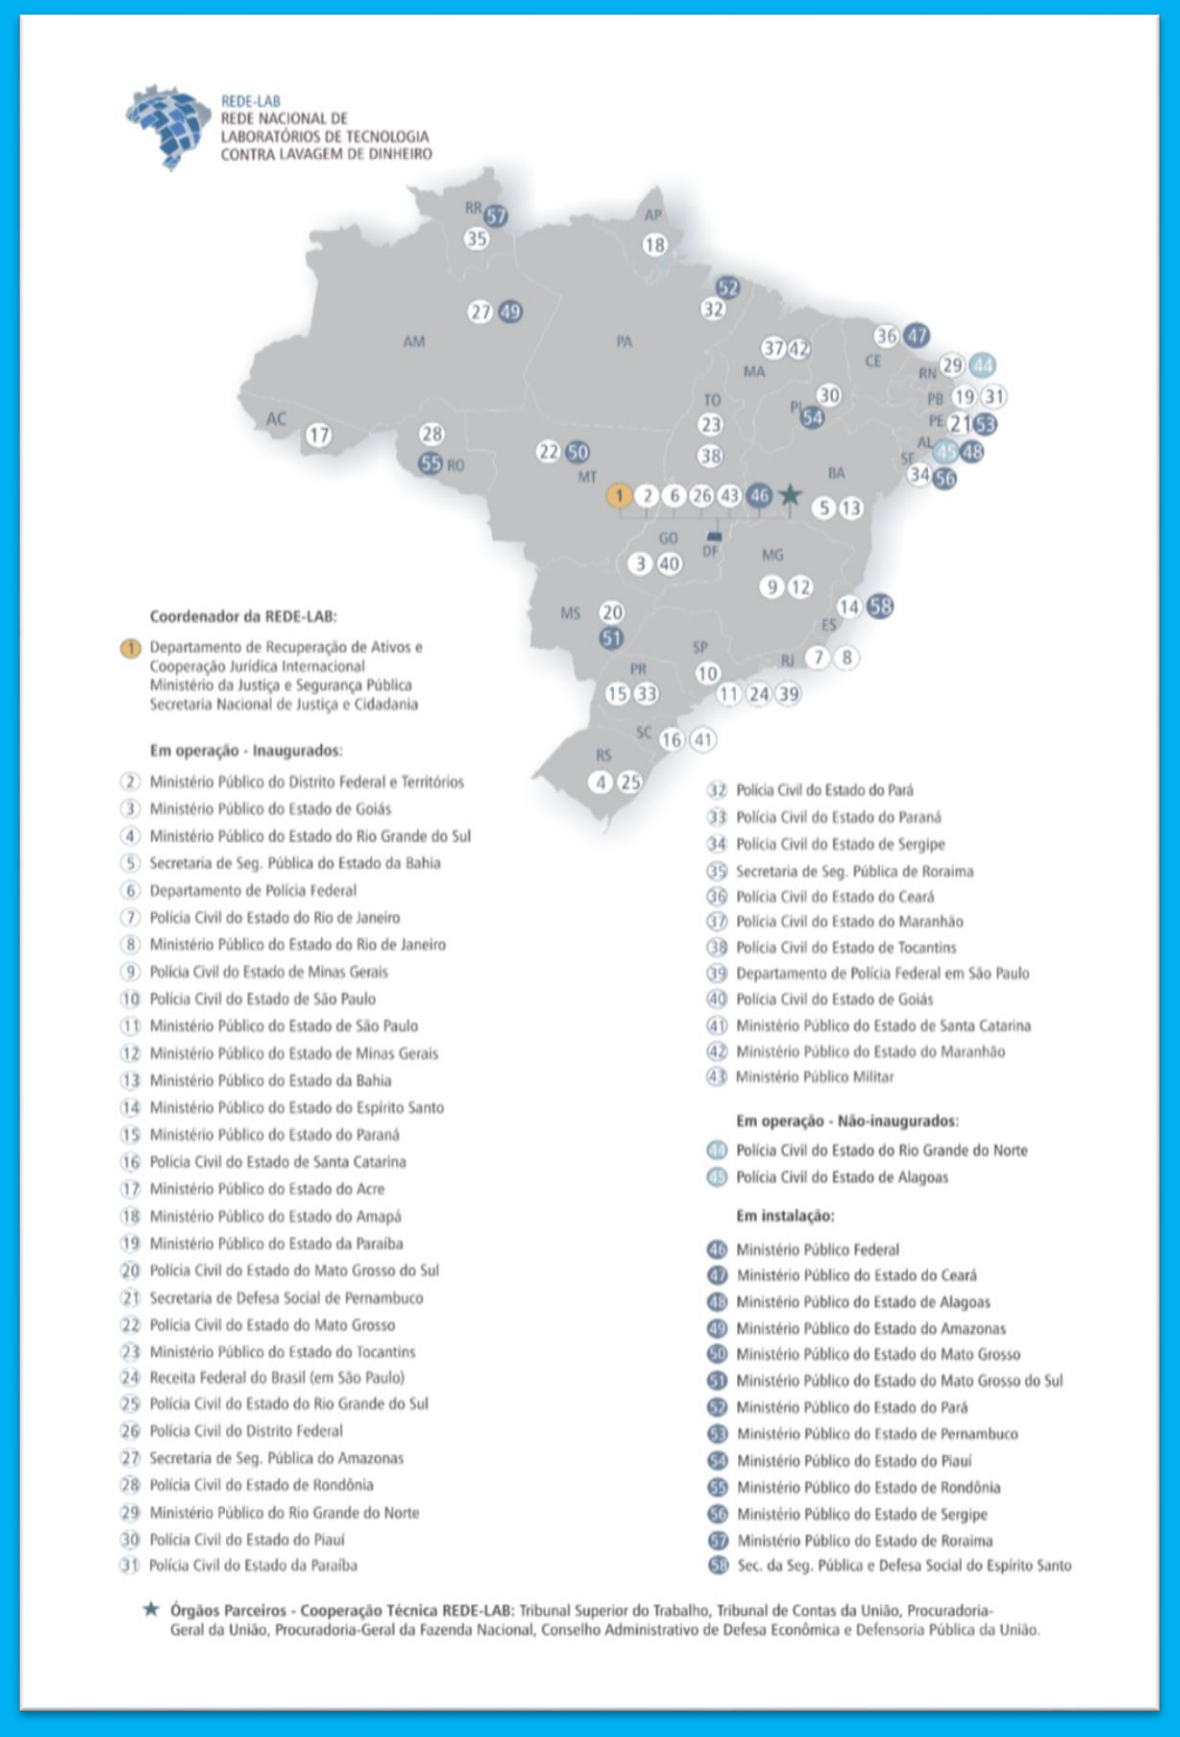 REDE-LAB
REDE NACIONAL DE
LABORATÓRIOS DE TECNOLOGIA
CONTRA LAVAGEM DE DINHEIRO
RR 57
AP
35
18
52
27 49
32
AM
PA
36 47
37 42
CE
MA
RN 29 44
TO
30
PB 19 31
PI
54
AC
23
PE 21 53
17
28
22 50
38
AL 45 48
55 RO
SE
MT
BA
34 56
1 2 6 26 43 46 ★
5 13
GO
DF
MG
3 40
9 12
MS 20
14 58
51
ES
SP
RJ 7 8
PR
10
15 33
11 24 39
SC 16 41
RS
4 25
Coordenador da REDE-LAB:
1 Departamento de Recuperação de Ativos e
Cooperação Jurídica Internacional
Ministério da Justiça e Segurança Pública
Secretaria Nacional de Justiça e Cidadania
Em operação - Inaugurados:
2 Ministério Público do Distrito Federal e Territórios
3 Ministério Público do Estado de Goiás
4 Ministério Público do Estado do Rio Grande do Sul
5 Secretaria de Seg. Pública do Estado da Bahia
6 Departamento de Polícia Federal
7 Polícia Civil do Estado do Rio de Janeiro
8 Ministério Público do Estado do Rio de Janeiro
9 Polícia Civil do Estado de Minas Gerais
10 Polícia Civil do Estado de São Paulo
11 Ministério Público do Estado de São Paulo
12 Ministério Público do Estado de Minas Gerais
13 Ministério Público do Estado da Bahia
14 Ministério Público do Estado do Espírito Santo
15 Ministério Público do Estado do Paraná
16 Polícia Civil do Estado de Santa Catarina
17 Ministério Público do Estado do Acre
18 Ministério Público do Estado do Amapá
19 Ministério Público do Estado da Paraíba
20 Polícia Civil do Estado do Mato Grosso do Sul
21 Secretaria de Defesa Social de Pernambuco
22 Polícia Civil do Estado do Mato Grosso
23 Ministério Público do Estado do Tocantins
24 Receita Federal do Brasil (em São Paulo)
25 Polícia Civil do Estado do Rio Grande do Sul
26 Polícia Civil do Distrito Federal
27 Secretaria de Seg. Pública do Amazonas
28 Polícia Civil do Estado de Rondônia
29 Ministério Público do Rio Grande do Norte
30 Polícia Civil do Estado do Piauí
31 Polícia Civil do Estado da Paraíba
32 Polícia Civil do Estado do Pará
33 Polícia Civil do Estado do Paraná
34 Polícia Civil do Estado de Sergipe
35 Secretaria de Seg. Pública de Roraima
36 Polícia Civil do Estado do Ceará
37 Polícia Civil do Estado do Maranhão
38 Polícia Civil do Estado de Tocantins
39 Departamento de Polícia Federal em São Paulo
40 Polícia Civil do Estado de Goiás
41 Ministério Público do Estado de Santa Catarina
42 Ministério Público do Estado do Maranhão
43 Ministério Público Militar
Em operação - Não-inaugurados:
44 Polícia Civil do Estado do Rio Grande do Norte
45 Polícia Civil do Estado de Alagoas
Em instalação:
46 Ministério Público Federal
47 Ministério Público do Estado do Ceará
48 Ministério Público do Estado de Alagoas
49 Ministério Público do Estado do Amazonas
50 Ministério Público do Estado do Mato Grosso
51 Ministério Público do Estado do Mato Grosso do Sul
52 Ministério Público do Estado do Pará
53 Ministério Público do Estado de Pernambuco
54 Ministério Público do Estado do Piauí
55 Ministério Público do Estado de Rondônia
56 Ministério Público do Estado de Sergipe
57 Ministério Público do Estado de Roraima
58 Sec. da Seg. Pública e Defesa Social do Espírito Santo
★ Órgãos Parceiros - Cooperação Técnica REDE-LAB: Tribunal Superior do Trabalho, Tribunal de Contas da União, Procuradoria-
Geral da União, Procuradoria-Geral da Fazenda Nacional, Conselho Administrativo de Defesa Econômica e Defensoria Pública da União.